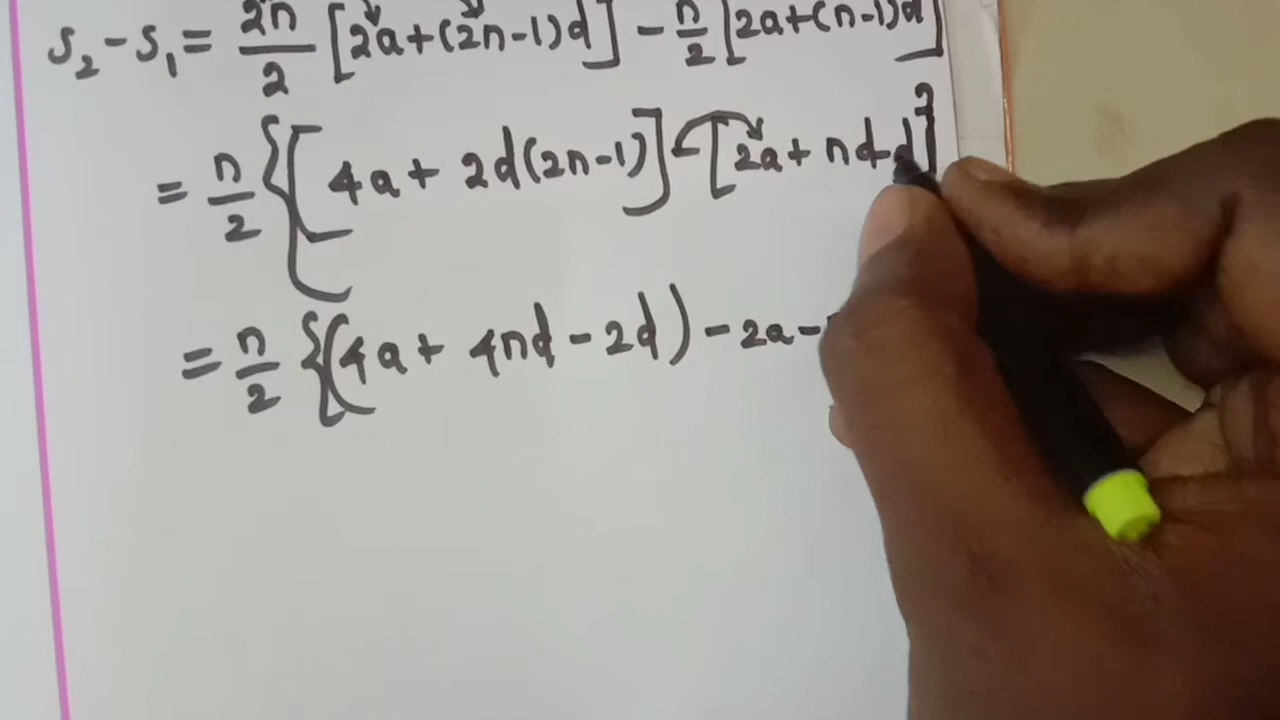 S₂ - S₁ = 2n/2 [2a+(2n-1)d] - n/2 [2a+(n-1)d]
= n/2 {[4a + 2d(2n-1)] - [2a + nd-d]
= n/2 {(4a + 4nd - 2d) - 2a -